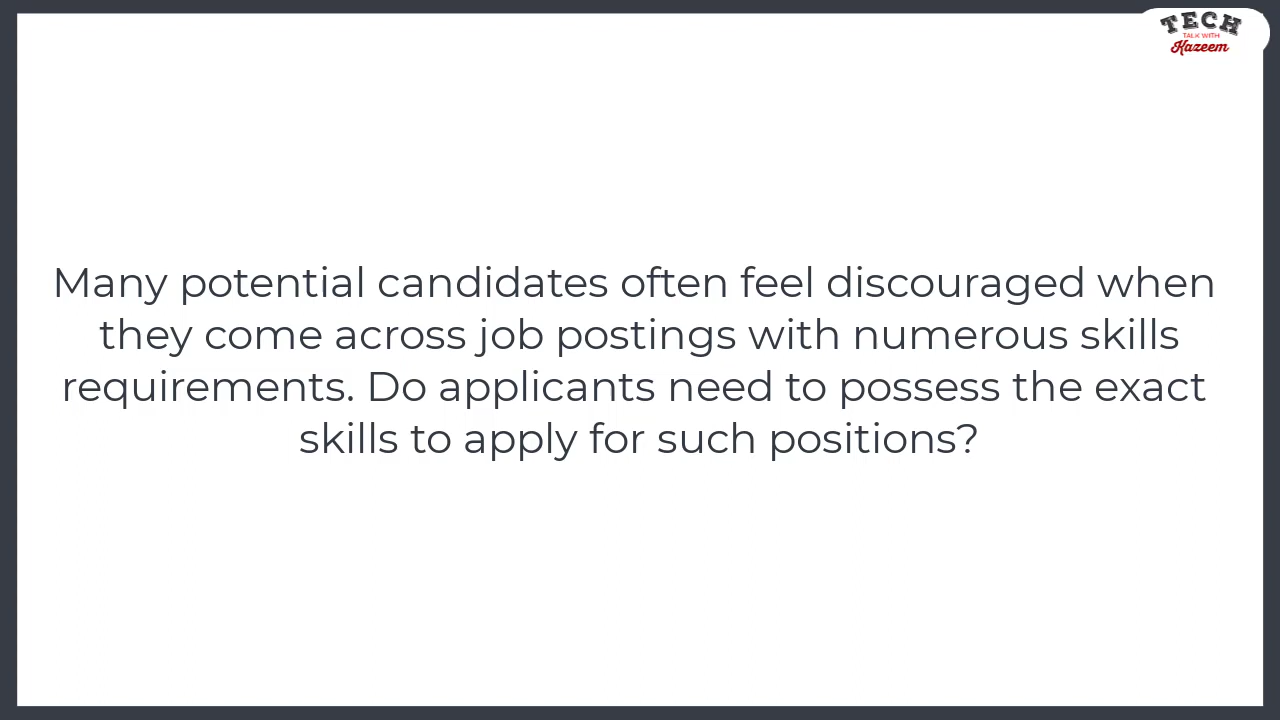 TECH
TALK WITH
Kazeem
Many potential candidates often feel discouraged when
they come across job postings with numerous skills
requirements. Do applicants need to possess the exact
skills to apply for such positions?